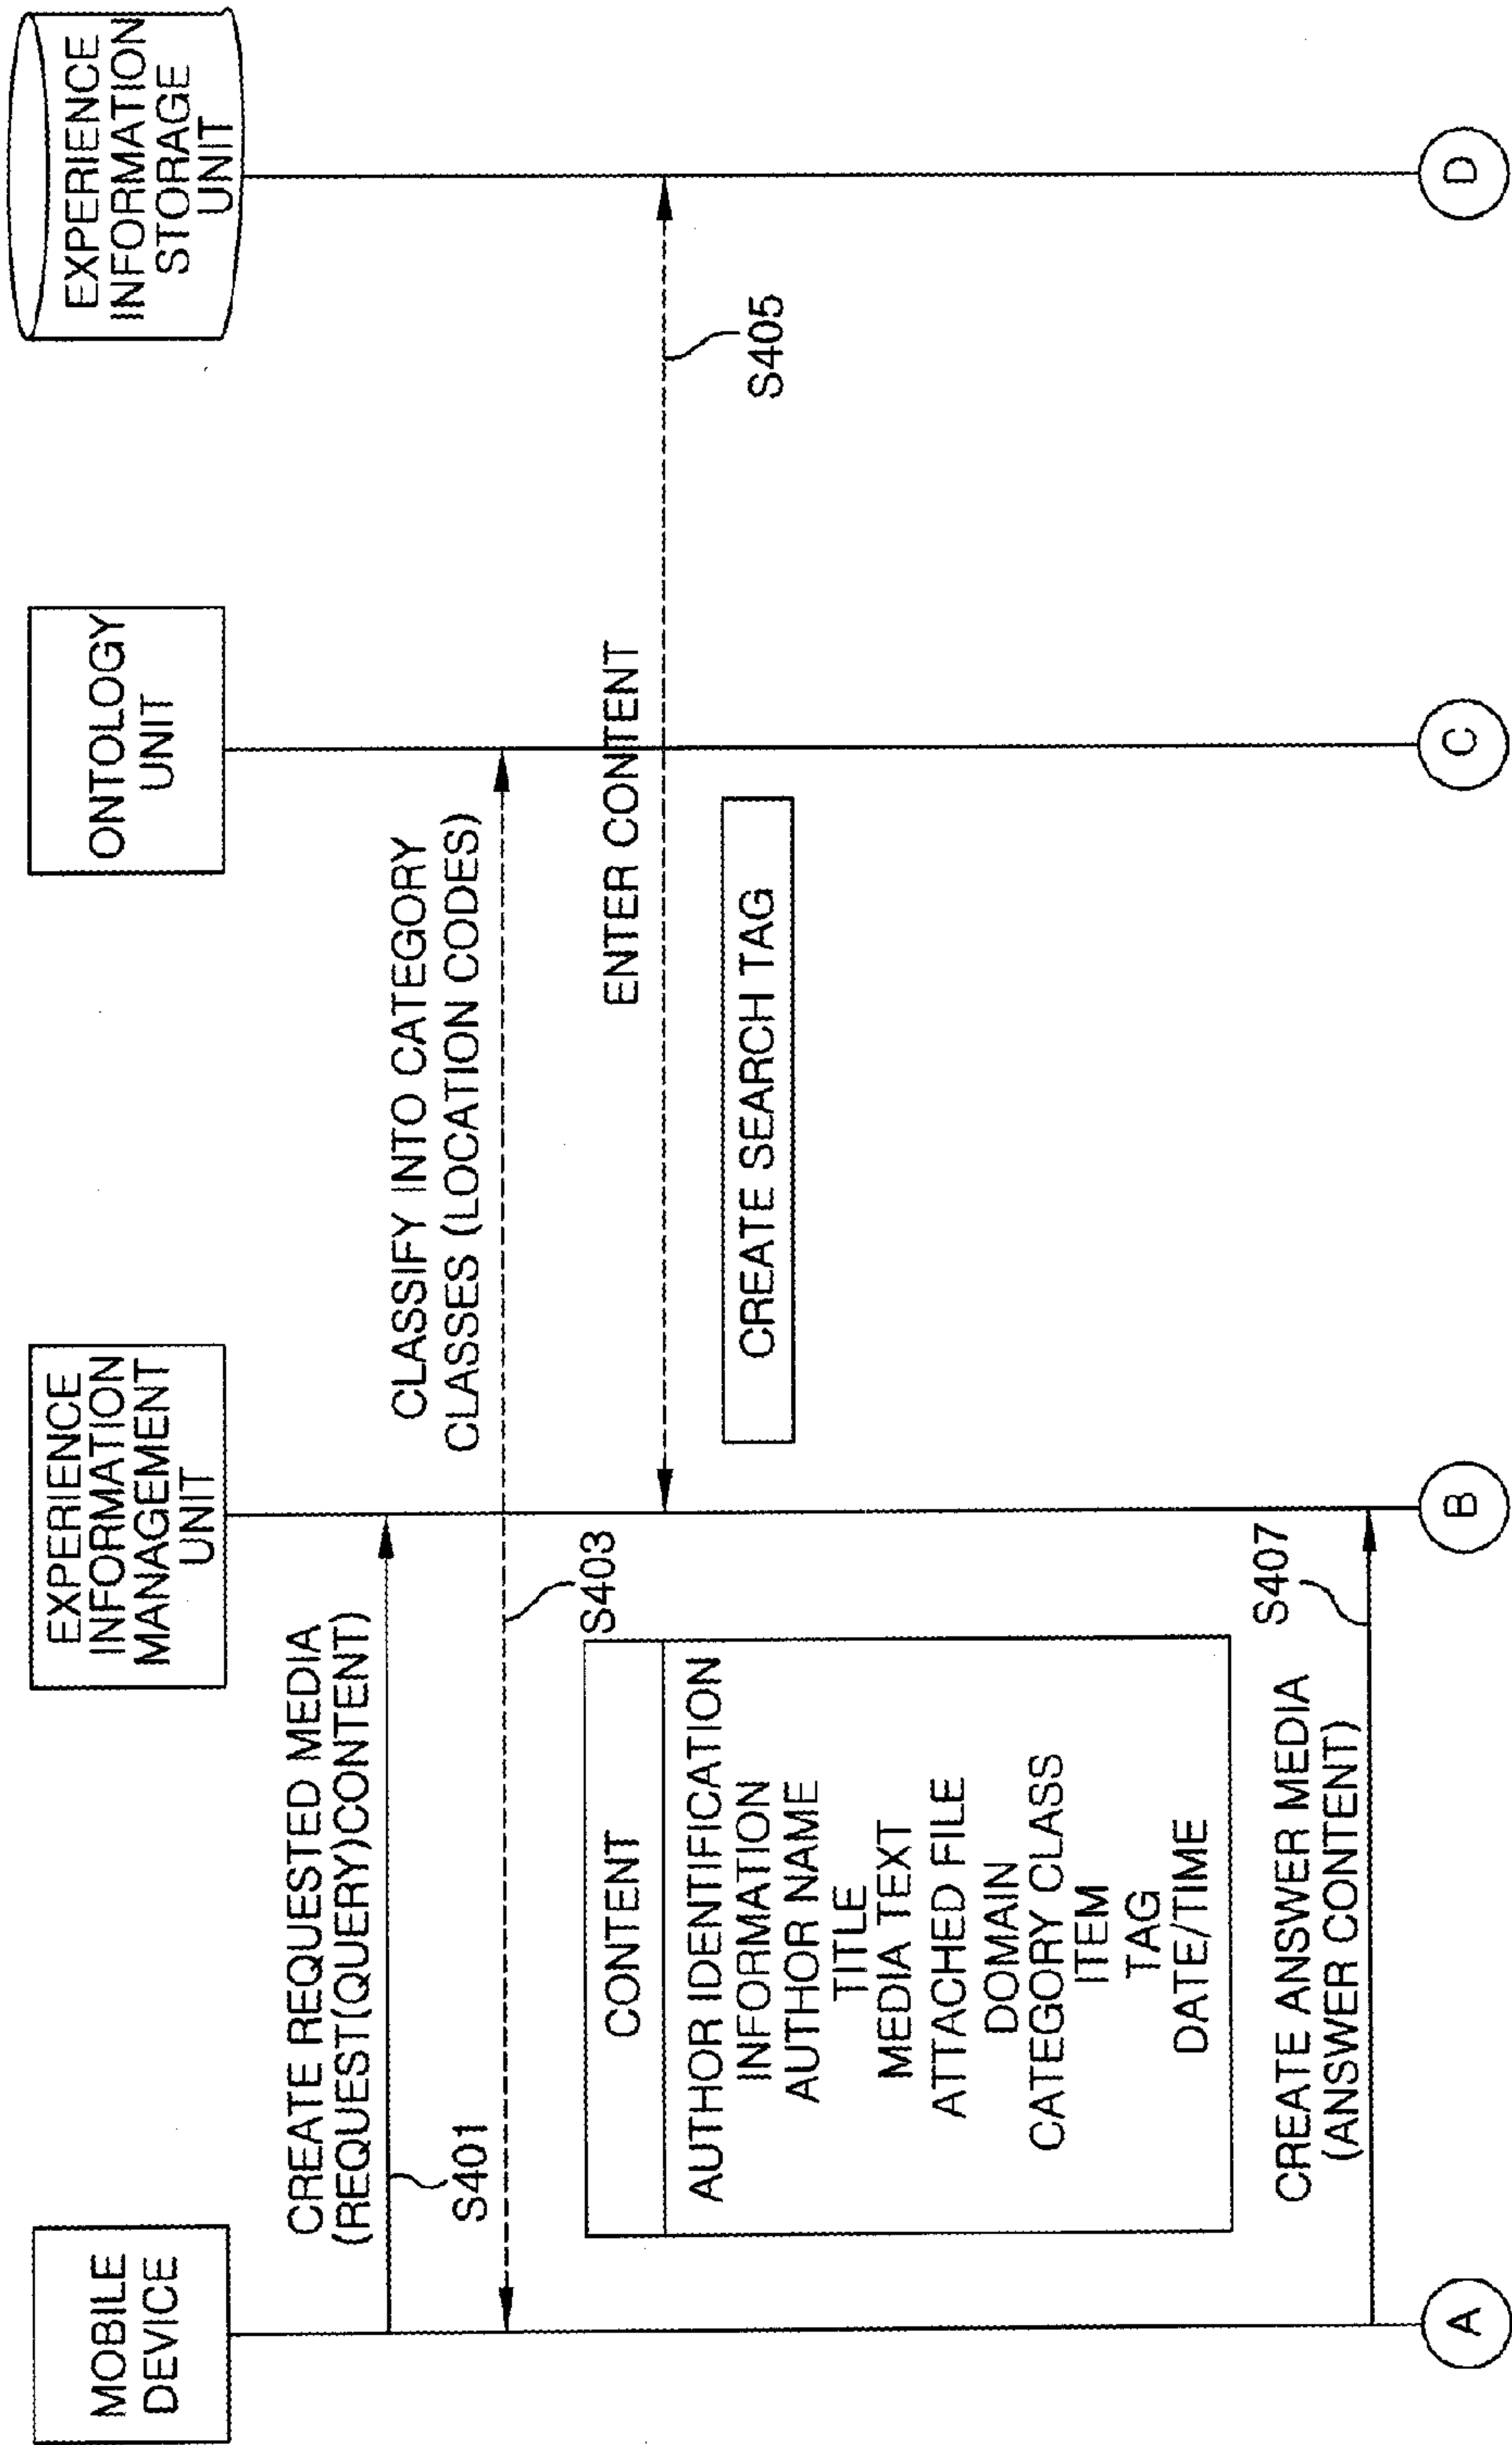 MOBILE
DEVICE
EXPERIENCE
INFORMATION
MANAGEMENT
UNIT
ONTOLOGY
UNIT
EXPERIENCE
INFORMATION
STORAGE
UNIT
CREATE REQUESTED MEDIA
(REQUEST(QUERY)CONTENT)
S401
CLASSIFY INTO CATEGORY
CLASSES (LOCATION CODES)
S403
ENTER CONTENT
S405
CREATE SEARCH TAG
CONTENT
AUTHOR IDENTIFICATION
INFORMATION
AUTHOR NAME
TITLE
MEDIA TEXT
ATTACHED FILE
DOMAIN
CATEGORY CLASS
ITEM
TAG
DATE/TIME
CREATE ANSWER MEDIA
(ANSWER CONTENT)
S407
A
B
C
D